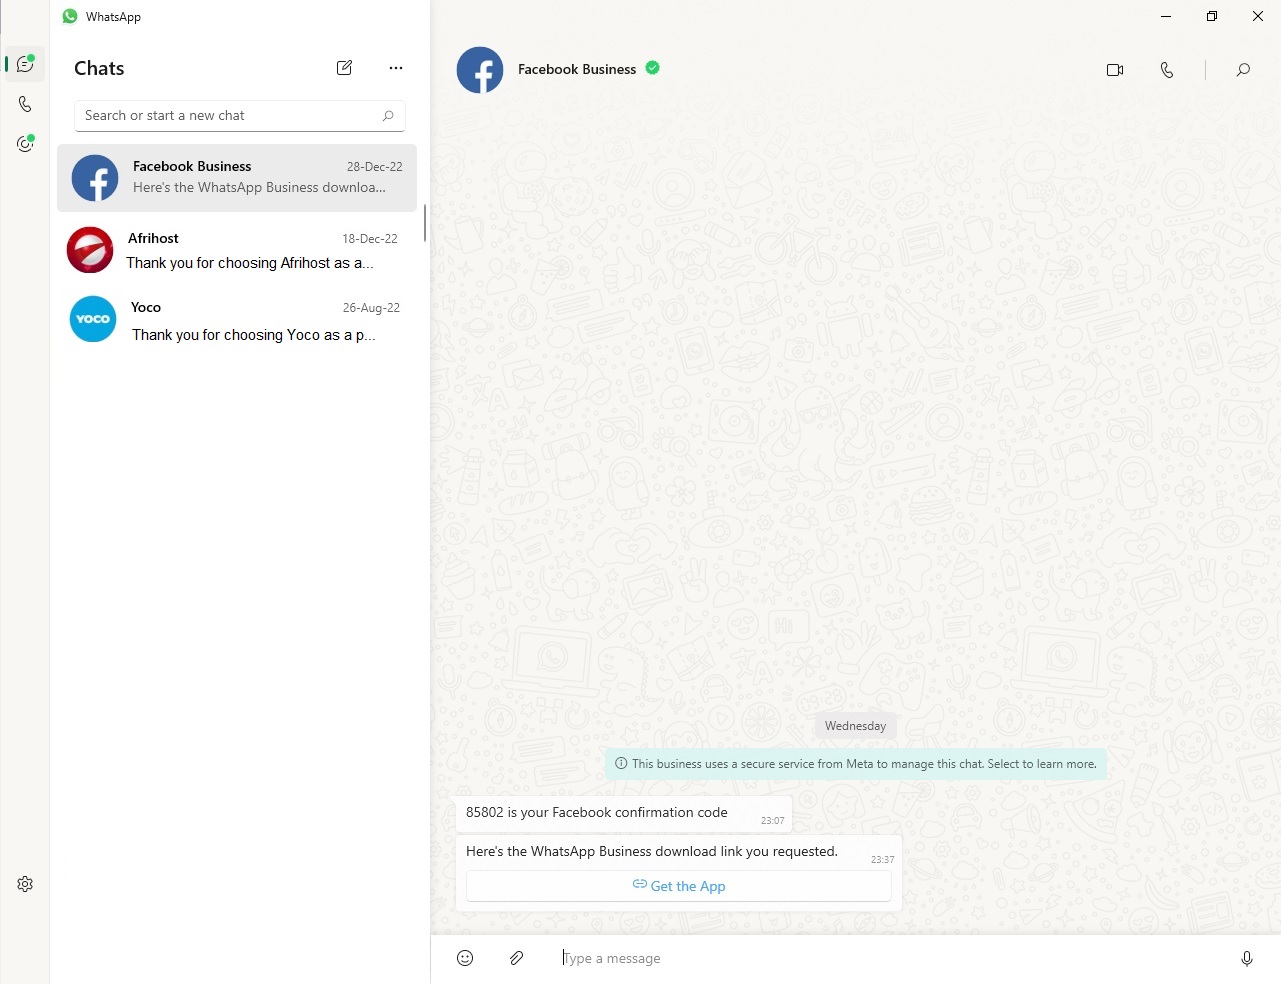 WhatsApp
Chats
Search or start a new chat
Facebook Business
28-Dec-22
Here's the WhatsApp Business downloa...
Afrihost
18-Dec-22
Thank you for choosing Afrihost as a...
YOCO
Yoco
26-Aug-22
Thank you for choosing Yoco as a p...
Facebook Business
Wednesday
This business uses a secure service from Meta to manage this chat. Select to learn more.
85802 is your Facebook confirmation code
23:07
Here's the WhatsApp Business download link you requested.
23:37
Get the App
Type a message